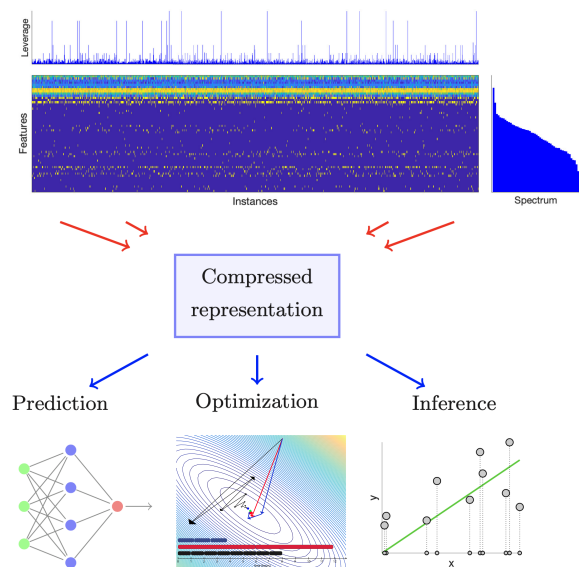 Leverage
Features
Instances
Spectrum
Compressed
representation
Prediction
Optimization
Inference
y
x